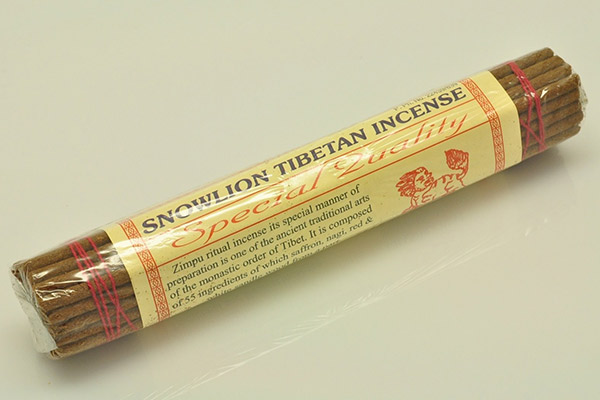 SNOWLION TIBETAN INCENSE
Special Quality
Zimpu ritual incense its special manner of
preparation is one of the ancient traditional arts
of the monastic order of Tibet. It is composed
of 55 ingredients of which saffron, nagi, red &